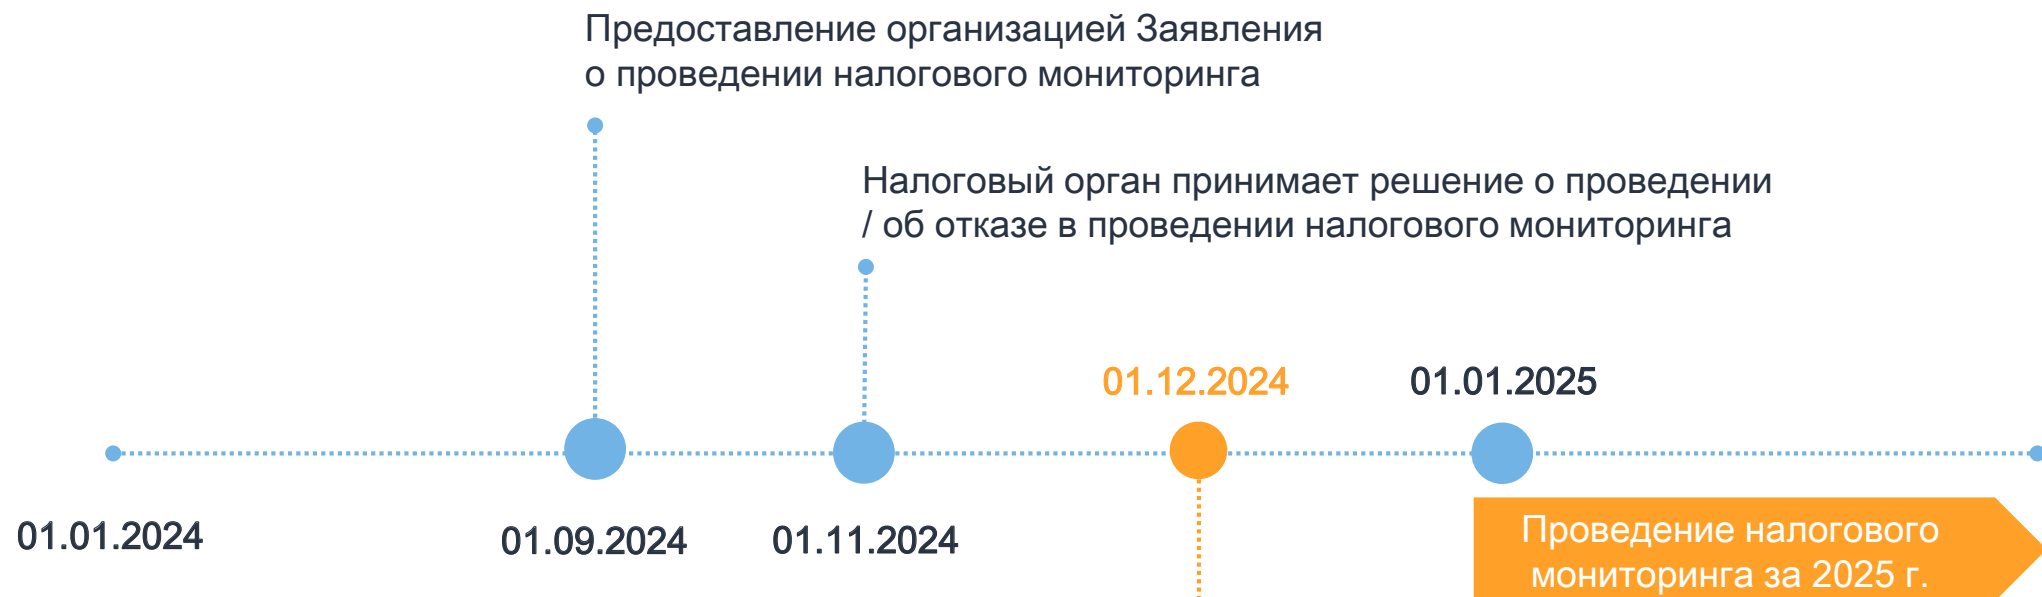 Предоставление организацией Заявления
о проведении налогового мониторинга
Налоговый орган принимает решение о проведении
/ об отказе в проведении налогового мониторинга
01.12.2024
01.01.2025
01.01.2024
01.09.2024
01.11.2024
Проведение налогового
мониторинга за 2025 г.